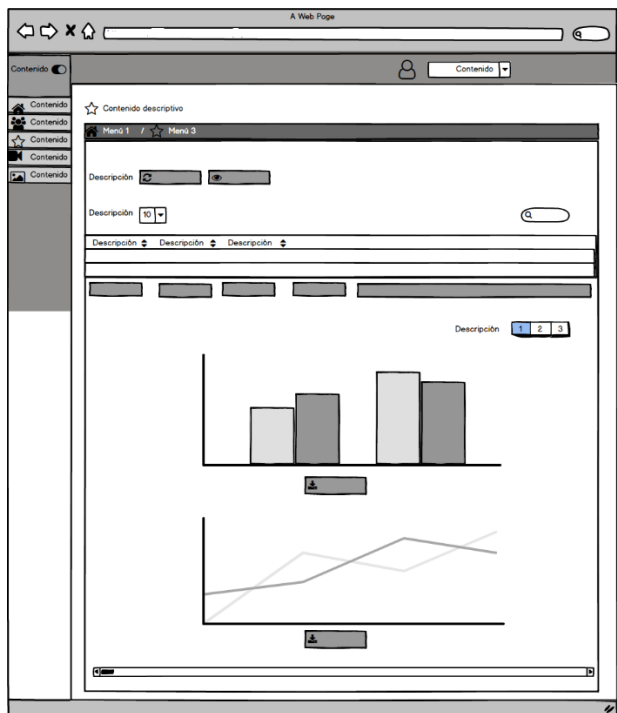 A Web Page
Contenido
Contenido
Contenido
Contenido
Contenido
Contenido
Contenido
Contenido descriptivo
Menú 1 / Menú 3
Descripción
Descripción 10
Descripción Descripción Descripción
Descripción 1 2 3